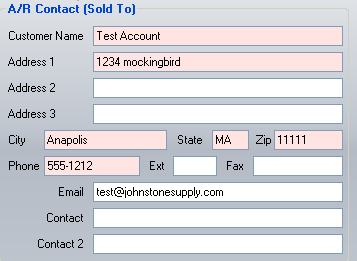 A/R Contact (Sold To)
Customer Name Test Account
Address 1 1234 mockingbird
Address 2
Address 3
City Anapolis State MA Zip 11111
Phone 555-1212 Ext Fax
Email test@johnstonesupply.com
Contact
Contact 2